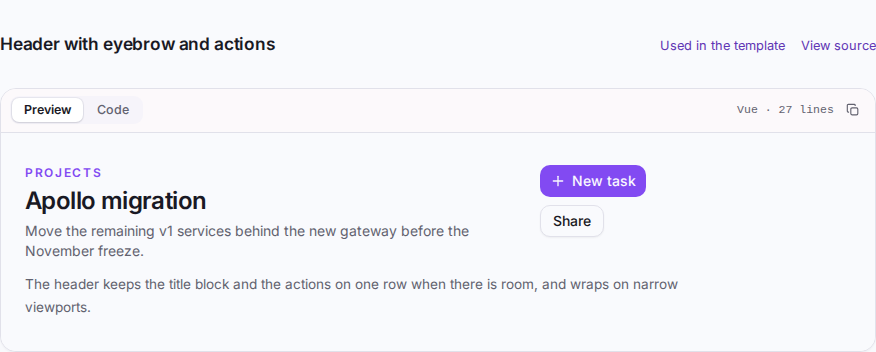 Header with eyebrow and actions
Used in the template
View source
Preview
Code
Vue · 27 lines
PROJECTS
Apollo migration
Move the remaining v1 services behind the new gateway before the
November freeze.
New task
Share
The header keeps the title block and the actions on one row when there is room, and wraps on narrow
viewports.